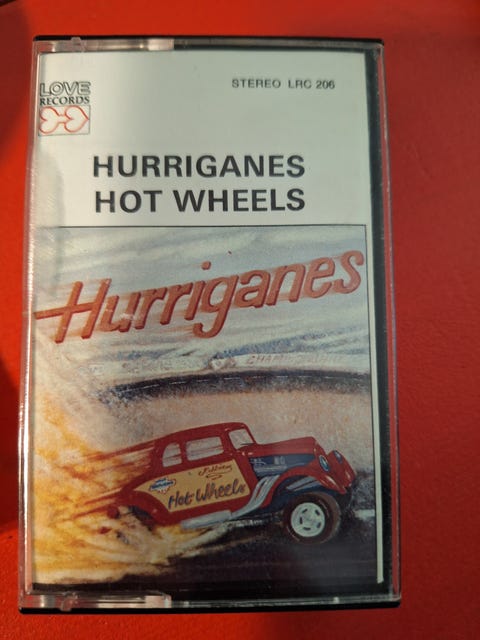 LOVE
RECORDS
STEREO LRC 206
HURRIGANES
HOT WHEELS
Hurriganes
Hot Wheels